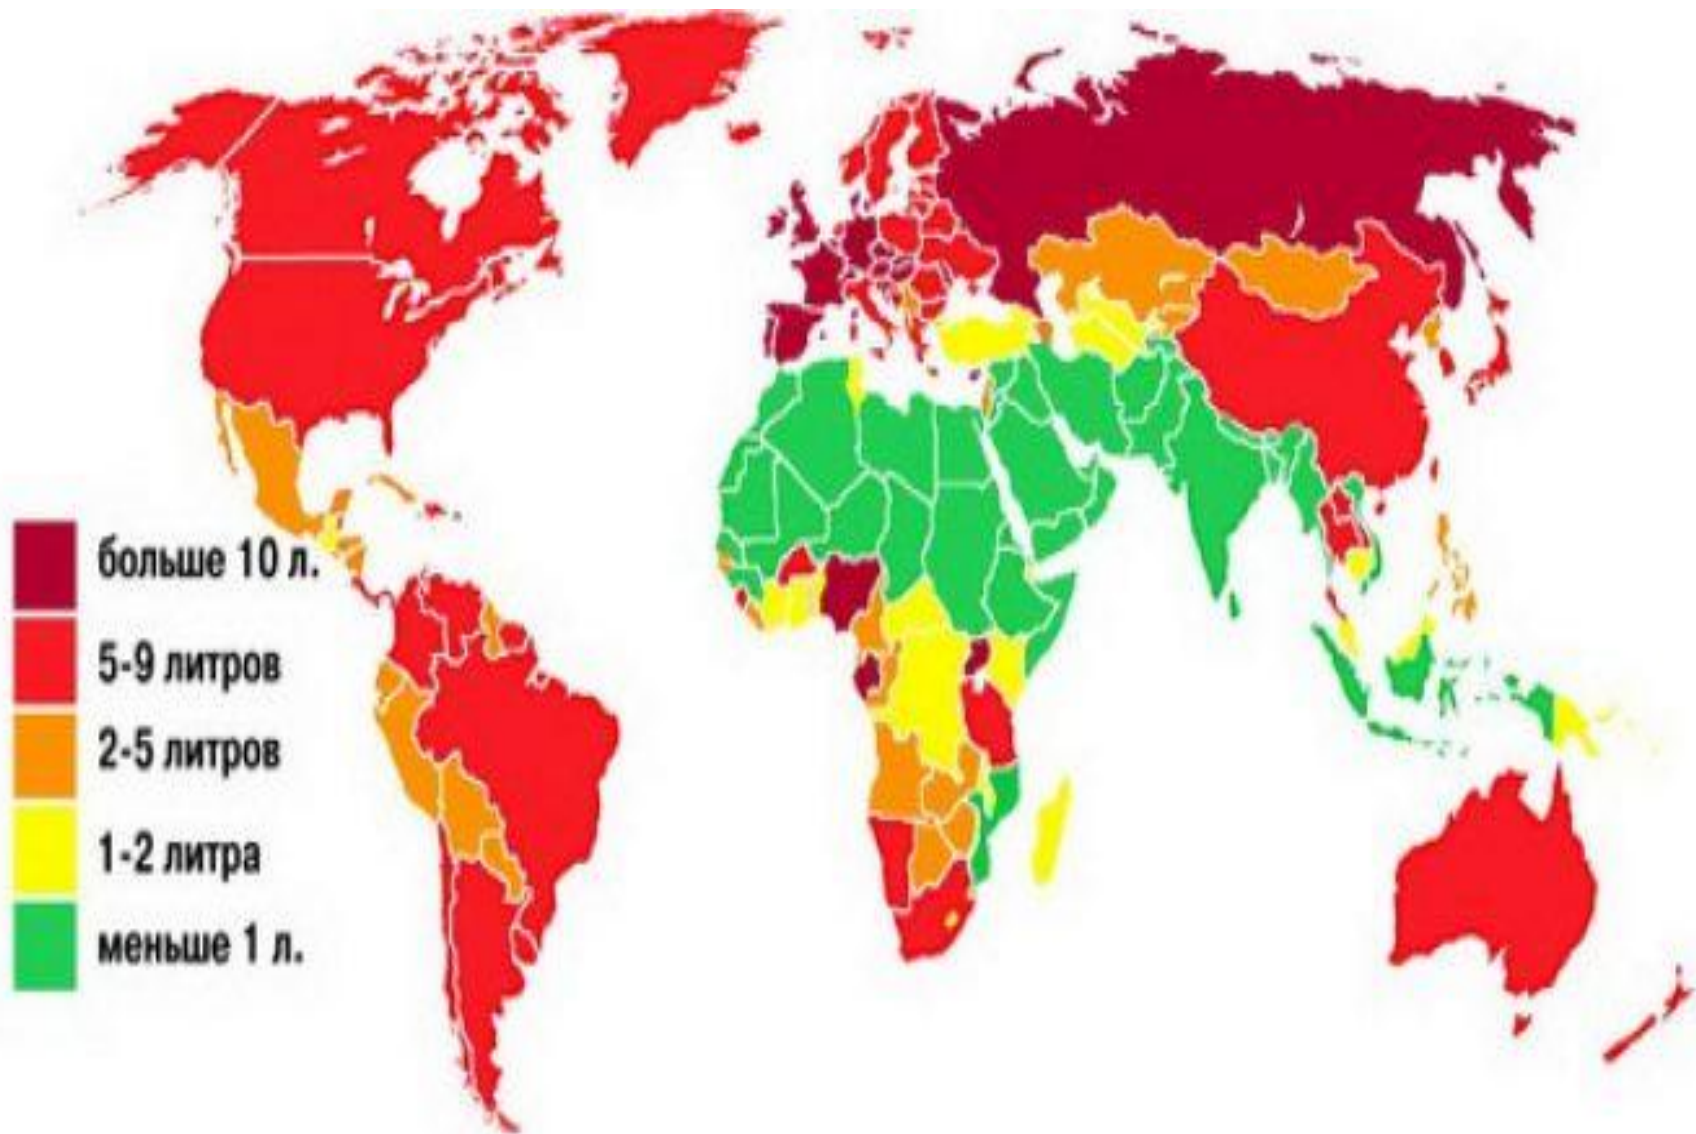 больше 10 л.
5-9 литров
2-5 литров
1-2 литра
меньше 1 л.